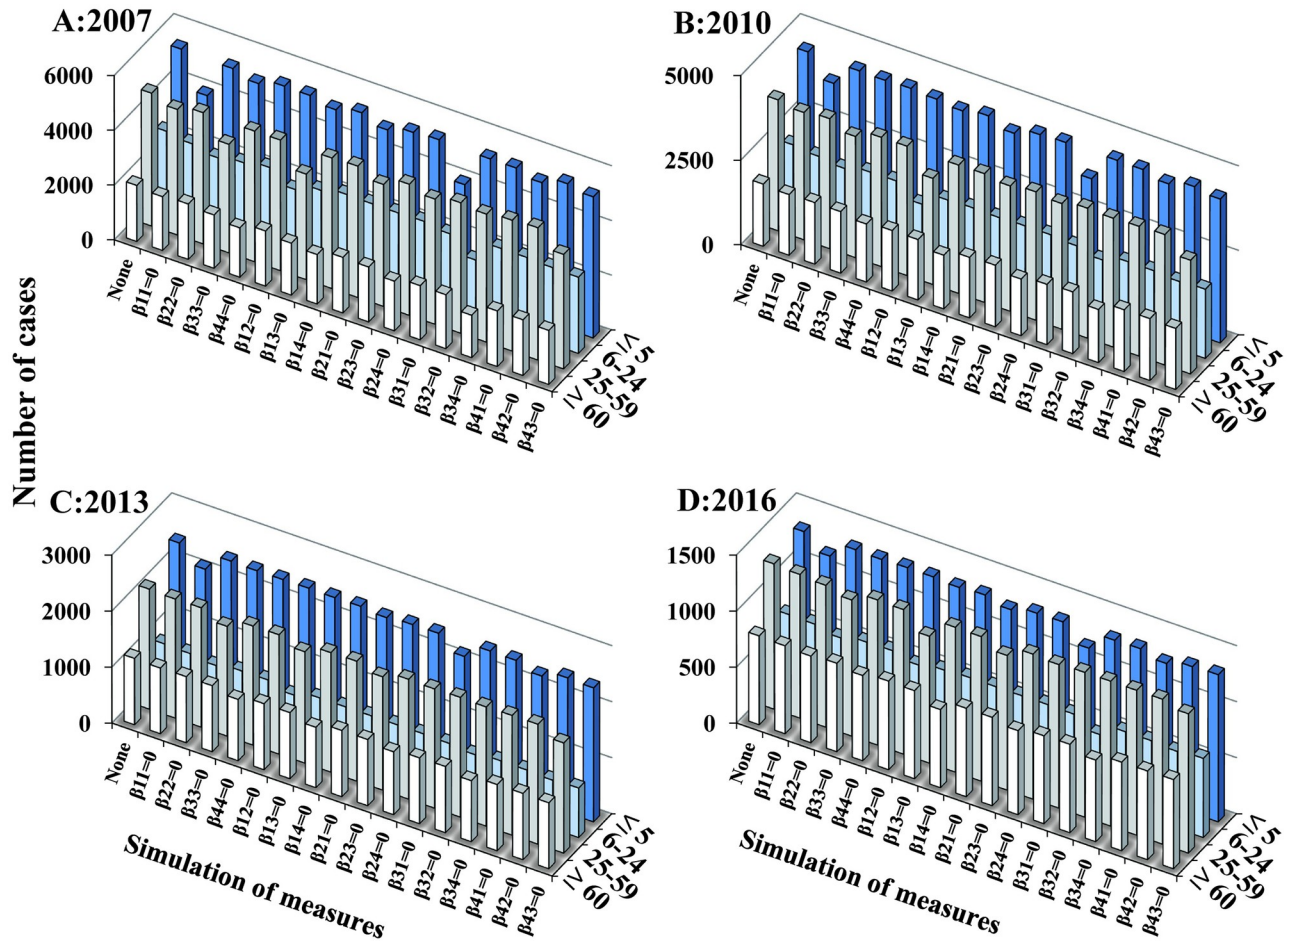 A:2007
6000
4000
2000
0
None
β11=0
β22=0
β33=0
β44=0
β12=0
β13=0
β14=0
β21=0
β23=0
β24=0
β31=0
β32=0
β34=0
β41=0
β42=0
β43=0
≤ 5
6-24
25-59
≥ 60
B:2010
5000
2500
0
None
β11=0
β22=0
β33=0
β44=0
β12=0
β13=0
β14=0
β21=0
β23=0
β24=0
β31=0
β32=0
β34=0
β41=0
β42=0
β43=0
≤ 5
6-24
25-59
≥ 60
Number of cases
C:2013
3000
2000
1000
0
None
β11=0
β22=0
β33=0
β44=0
β12=0
β13=0
β14=0
β21=0
β23=0
β24=0
β31=0
β32=0
β34=0
β41=0
β42=0
β43=0
≤ 5
6-24
25-59
≥ 60
Simulation of measures
D:2016
1500
1000
500
0
None
β11=0
β22=0
β33=0
β44=0
β12=0
β13=0
β14=0
β21=0
β23=0
β24=0
β31=0
β32=0
β34=0
β41=0
β42=0
β43=0
≤ 5
6-24
25-59
≥ 60
Simulation of measures